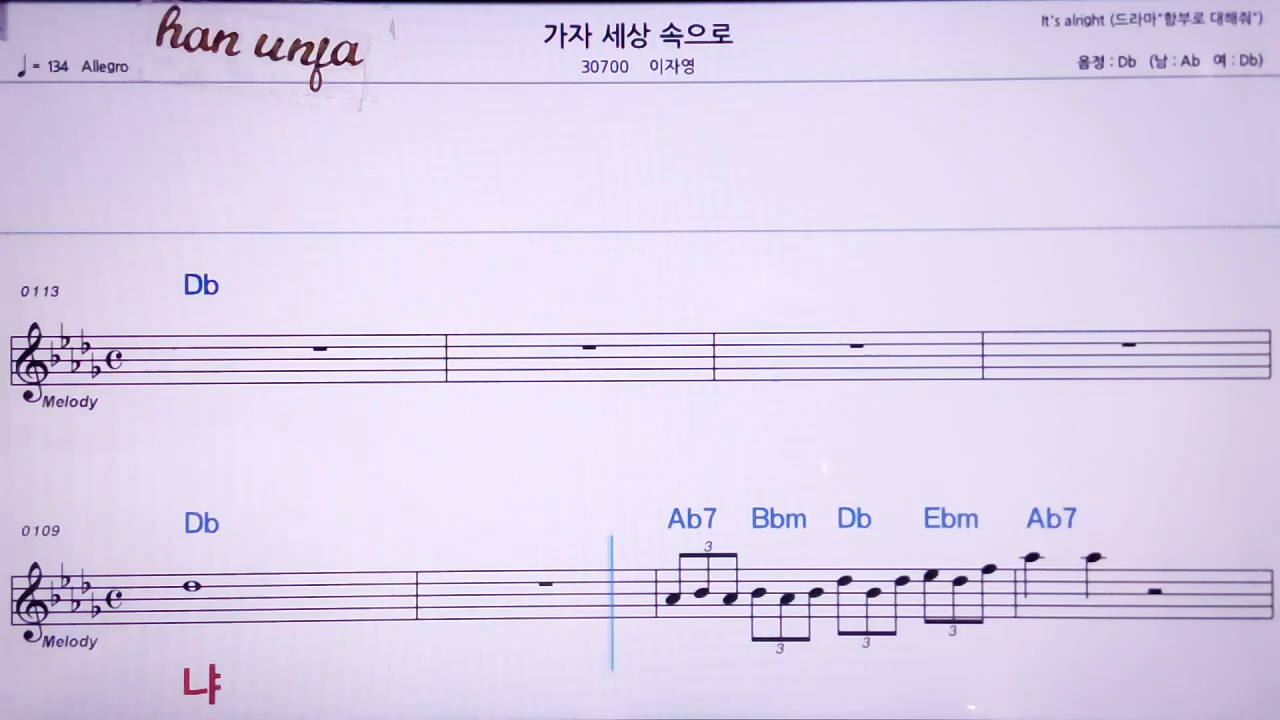 han unfa
가자 세상 속으로
It's alright (드라마"함부로 대해줘")
= 134 Allegro
30700 이자영
음정 : Db (남 : Ab 여 : Db)
0113 Db
Melody
0109 Db Ab7 Bbm Db Ebm Ab7
3
3 3 3
Melody
냐